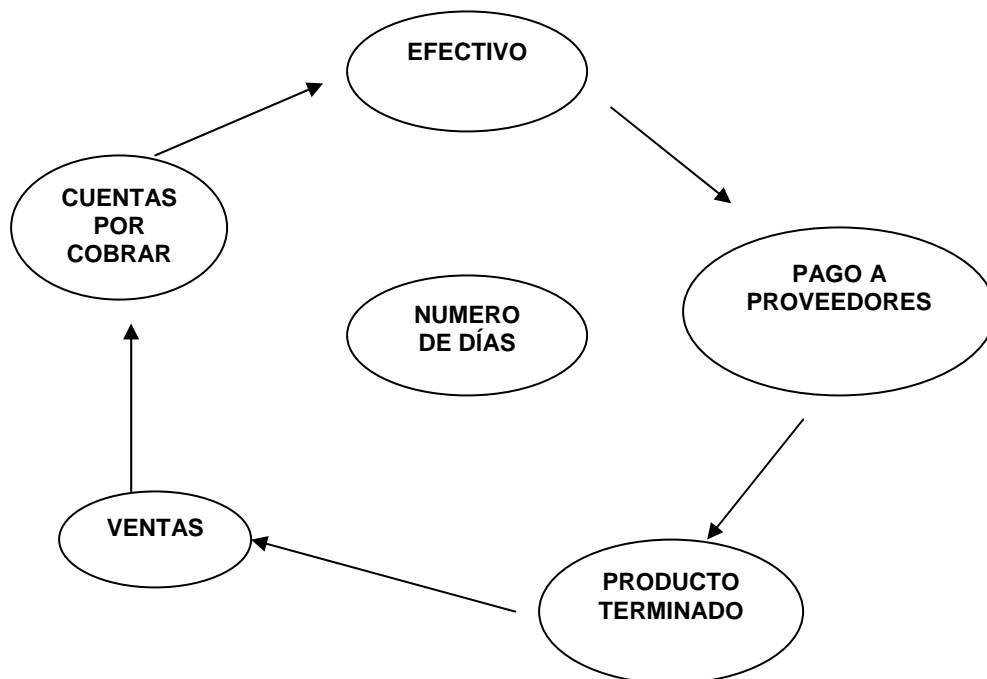 EFECTIVO
CUENTAS
POR
COBRAR
PAGO A
PROVEEDORES
NUMERO
DE DÍAS
VENTAS
PRODUCTO
TERMINADO